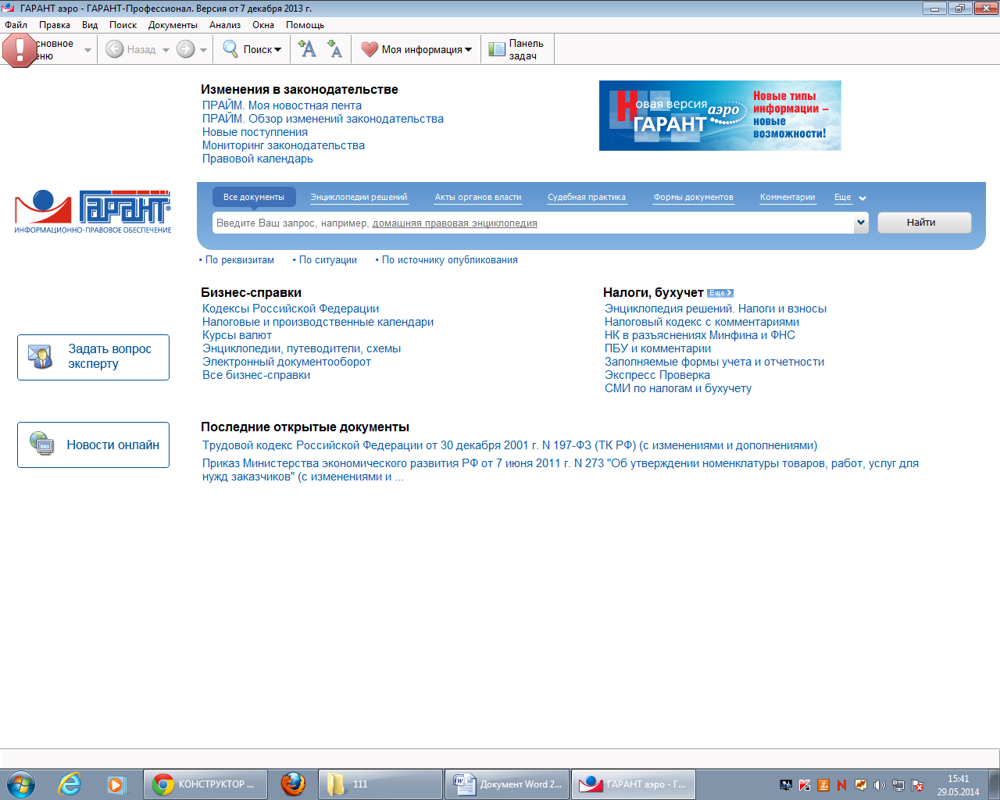 ГАРАНТ аэро - ГАРАНТ-Профессионал. Версия от 7 декабря 2013 г.
Файл Правка Вид Поиск Документы Анализ Окна Помощь
сновное
еню
Назад
Поиск
А А
Моя информация
Панель
задач
Изменения в законодательстве
ПРАЙМ. Моя новостная лента
ПРАЙМ. Обзор изменений законодательства
Новые поступления
Мониторинг законодательства
Правовой календарь
Новая версия
ГАРАНТ аэро
Новые типы
информации –
новые
возможности!
ГАРАНТ®
ИНФОРМАЦИОННО-ПРАВОВОЕ ОБЕСПЕЧЕНИЕ
Все документы Энциклопедии решений Акты органов власти Судебная практика Формы документов Комментарии Еще
Введите Ваш запрос, например, домашняя правовая энциклопедия
Найти
• По реквизитам • По ситуации • По источнику опубликования
Бизнес-справки
Кодексы Российской Федерации
Налоговые и производственные календари
Курсы валют
Энциклопедии, путеводители, схемы
Электронный документооборот
Все бизнес-справки
Налоги, бухучет Еще
Энциклопедия решений. Налоги и взносы
Налоговый кодекс с комментариями
НК в разъяснениях Минфина и ФНС
ПБУ и комментарии
Заполняемые формы учета и отчетности
Экспресс Проверка
СМИ по налогам и бухучету
Задать вопрос
эксперту
Новости онлайн
Последние открытые документы
Трудовой кодекс Российской Федерации от 30 декабря 2001 г. N 197-ФЗ (ТК РФ) (с изменениями и дополнениями)
Приказ Министерства экономического развития РФ от 7 июня 2011 г. N 273 "Об утверждении номенклатуры товаров, работ, услуг для
нужд заказчиков" (с изменениями и ...
КОНСТРУКТОР ...
111
Документ Word 2...
ГАРАНТ аэро - Г...
15:41
29.05.2014